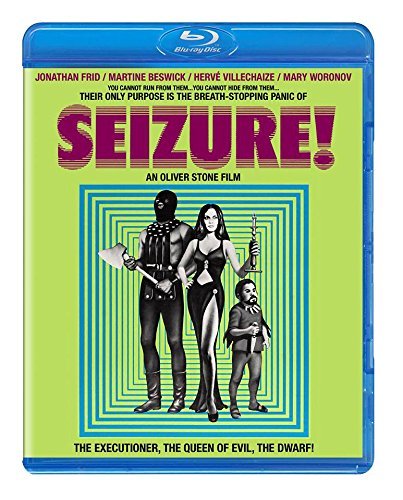 Blu-ray Disc
JONATHAN FRID / MARTINE BESWICK / HERVÉ VILLECHAIZE / MARY WORONOV
YOU CANNOT RUN FROM THEM...YOU CANNOT HIDE FROM THEM...
THEIR ONLY PURPOSE IS THE BREATH-STOPPING PANIC OF
SEIZURE!
AN OLIVER STONE FILM
THE EXECUTIONER, THE QUEEN OF EVIL, THE DWARF!